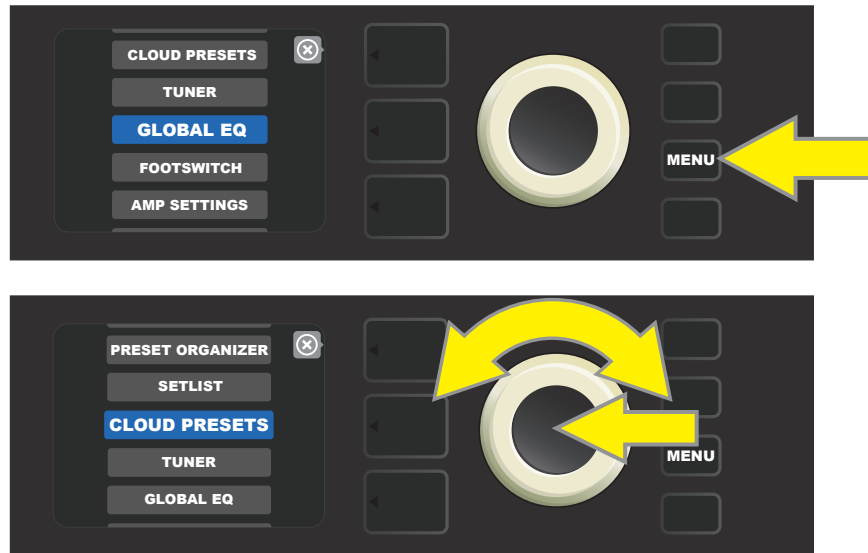 CLOUD PRESETS
TUNER
GLOBAL EQ
FOOTSWITCH
AMP SETTINGS
MENU
PRESET ORGANIZER
SETLIST
CLOUD PRESETS
TUNER
GLOBAL EQ
MENU